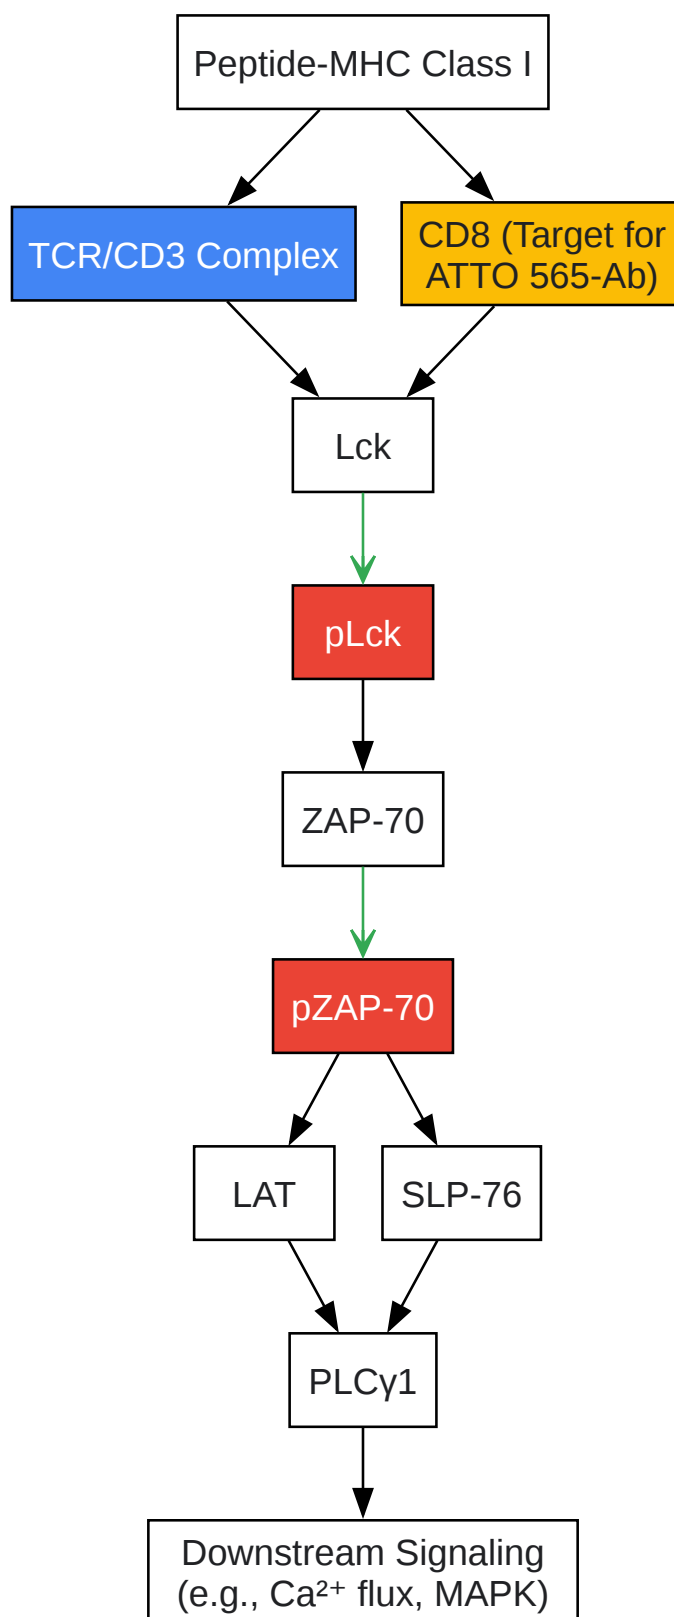 Peptide-MHC Class I
TCR/CD3 Complex
CD8 (Target for
ATTO 565-Ab)
Lck
pLck
ZAP-70
pZAP-70
LAT
SLP-76
PLCγ1
Downstream Signaling
(e.g., Ca²⁺ flux, MAPK)